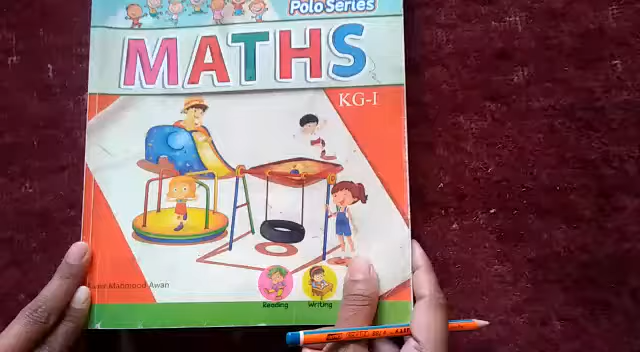 Polo Series
MATHS
KG-I
Mahmood Awan
Reading
Writing